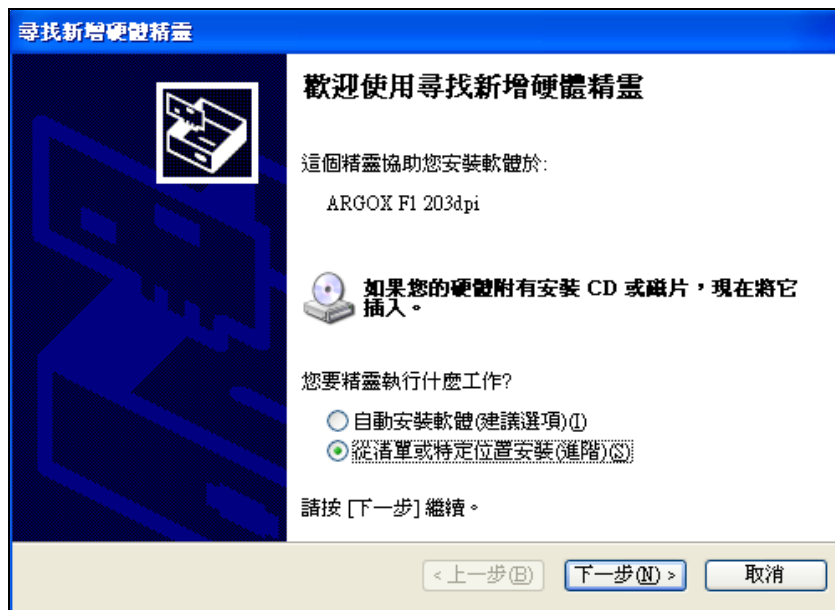 尋找新增硬體精靈
歡迎使用尋找新增硬體精靈
這個精靈協助您安裝軟體於:
ARGOX F1 203dpi
如果您的硬體附有安裝 CD 或磁片，現在將它
插入。
您要精靈執行什麼工作?
自動安裝軟體(建議選項)(I)
從清單或特定位置安裝(進階)(S)
請按 [下一步] 繼續。
< 上一步(B)
下一步(N) >
取消